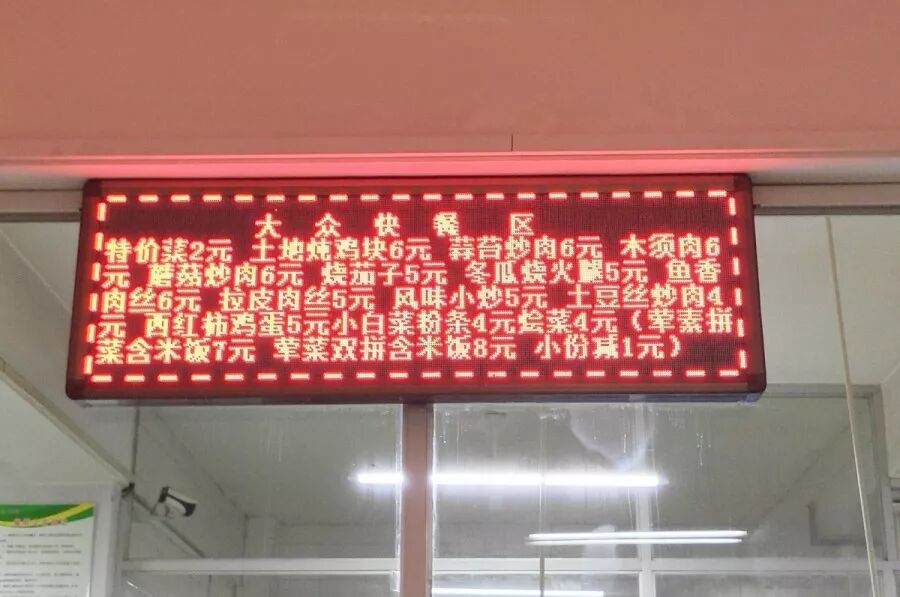 大众快餐区
特价菜2元 土地炖鸡块6元 蒜苔炒肉6元 木须肉6
元 蘑菇炒肉6元 烧茄子5元 冬瓜烧火腿5元 鱼香
肉丝6元 拉皮肉丝5元 风味小炒5元 土豆丝炒肉4
元 西红柿鸡蛋5元小白菜粉条4元烩菜4元（荤素拼
菜含米饭7元 荤菜双拼含米饭8元 小份减1元）